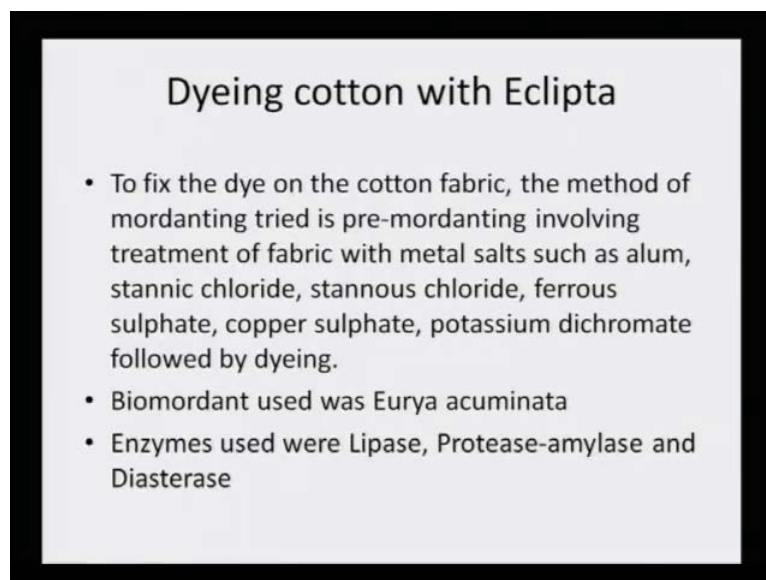 Dyeing cotton with Eclipta
• To fix the dye on the cotton fabric, the method of
mordanting tried is pre-mordanting involving
treatment of fabric with metal salts such as alum,
stannic chloride, stannous chloride, ferrous
sulphate, copper sulphate, potassium dichromate
followed by dyeing.
• Biomordant used was Eurya acuminata
• Enzymes used were Lipase, Protease-amylase and
Diasterase